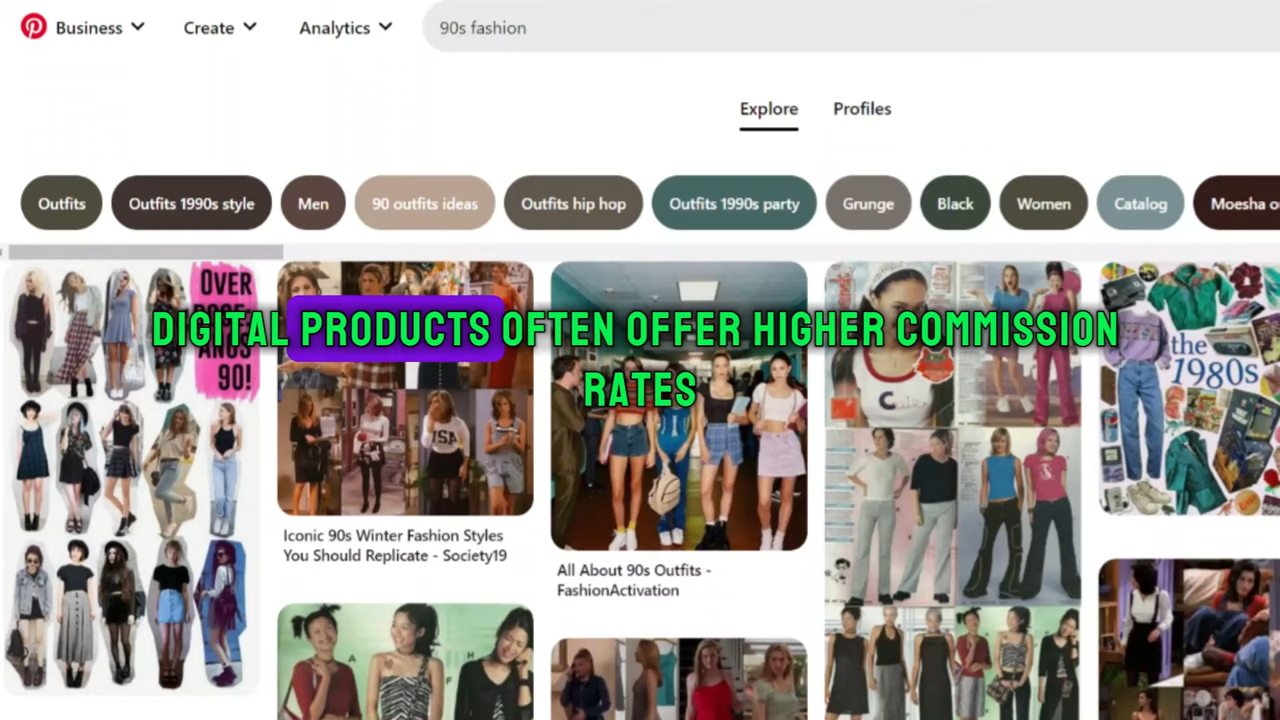 Business
Create
Analytics
90s fashion
Explore
Profiles
Outfits
Outfits 1990s style
Men
90 outfits ideas
Outfits hip hop
Outfits 1990s party
Grunge
Black
Women
Catalog
Moesha o
OVER
ANOS
90!
DIGITAL PRODUCTS OFTEN OFFER HIGHER COMMISSION
RATES
the
1980s
Iconic 90s Winter Fashion Styles
You Should Replicate - Society19
All About 90s Outfits -
FashionActivation